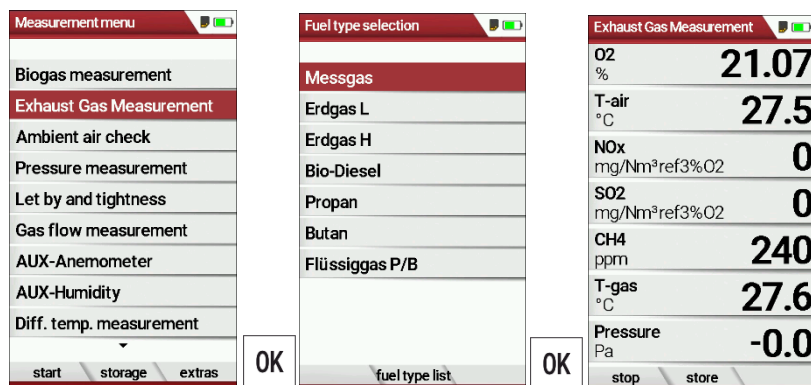 Measurement menu
Biogas measurement
Exhaust Gas Measurement
Ambient air check
Pressure measurement
Let by and tightness
Gas flow measurement
AUX-Anemometer
AUX-Humidity
Diff. temp. measurement
start storage extras
OK
Fuel type selection
Messgas
Erdgas L
Erdgas H
Bio-Diesel
Propan
Butan
Flüssiggas P/B
fuel type list
OK
Exhaust Gas Measurement
O2
% 21.07
T-air
°C 27.5
NOx
mg/Nm³ref3%O2 0
SO2
mg/Nm³ref3%O2 0
CH4
ppm 240
T-gas
°C 27.6
Pressure
Pa -0.0
stop store